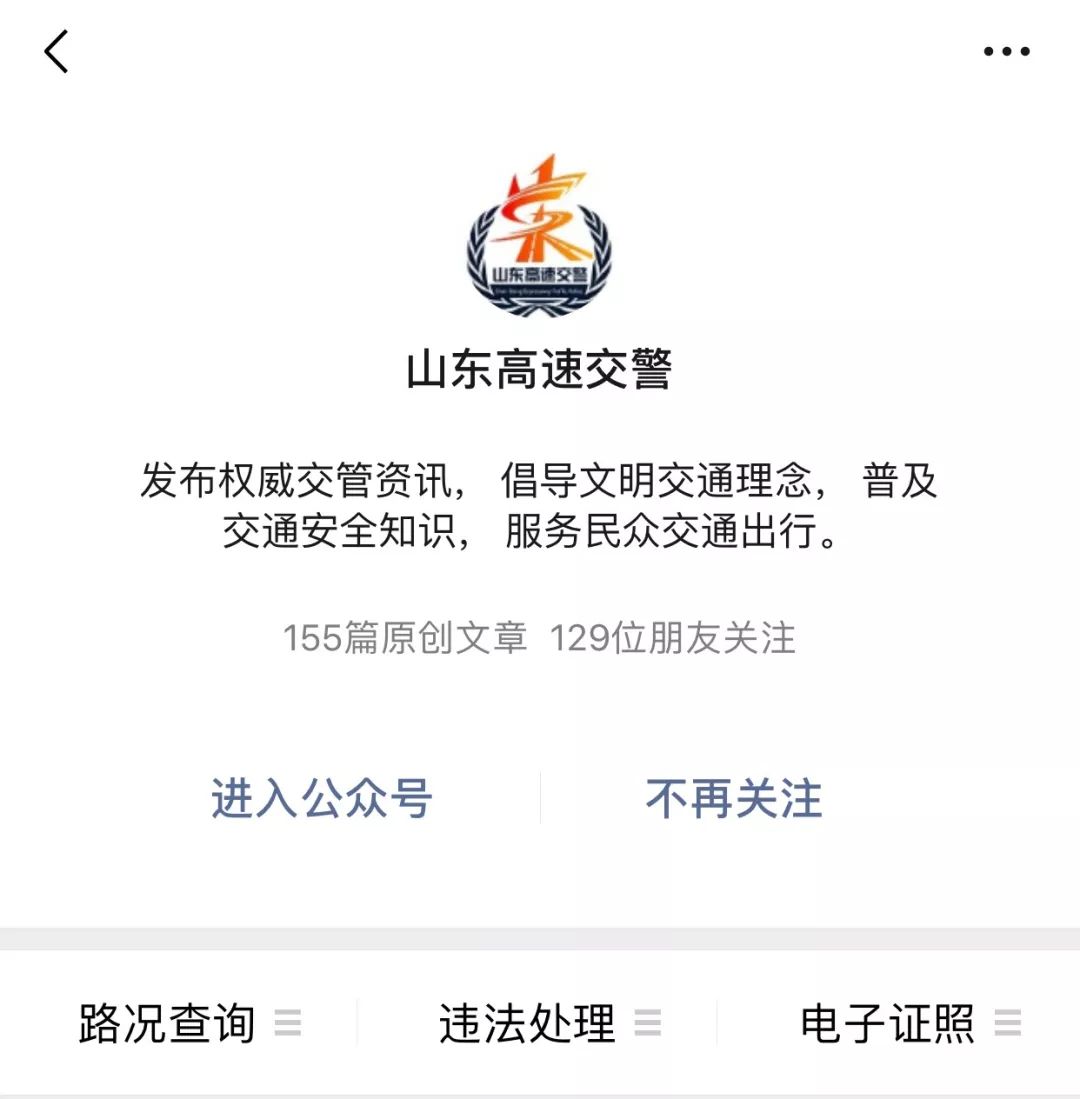 山东高速交警
山东高速交警
发布权威交管资讯， 倡导文明交通理念， 普及
交通安全知识， 服务民众交通出行。
155篇原创文章 129位朋友关注
进入公众号 不再关注
路况查询 违法处理 电子证照